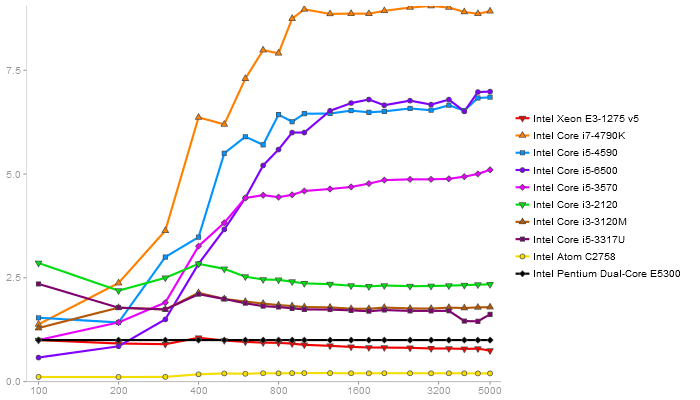 7.5
5.0
2.5
0.0
100
200
400
800
1600
3200
5000
Intel Xeon E3-1275 v5
Intel Core i7-4790K
Intel Core i5-4590
Intel Core i5-6500
Intel Core i5-3570
Intel Core i3-2120
Intel Core i3-3120M
Intel Core i5-3317U
Intel Atom C2758
Intel Pentium Dual-Core E5300